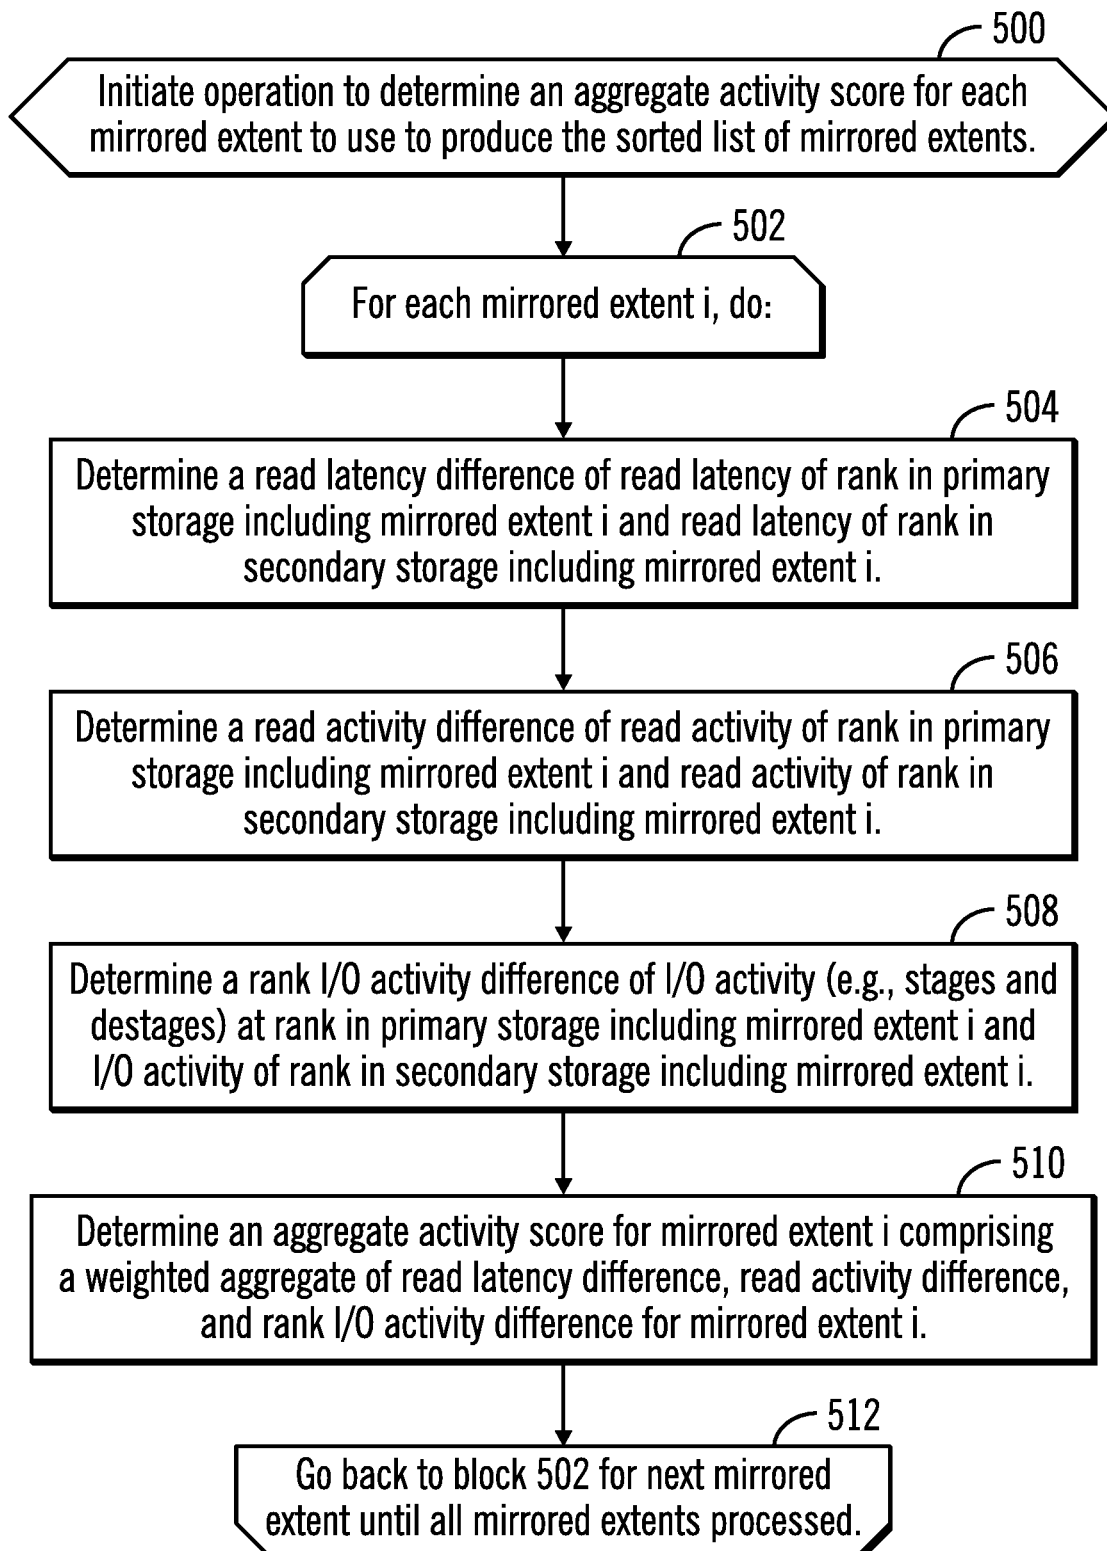 500
Initiate operation to determine an aggregate activity score for each
mirrored extent to use to produce the sorted list of mirrored extents.
502
For each mirrored extent i, do:
504
Determine a read latency difference of read latency of rank in primary
storage including mirrored extent i and read latency of rank in
secondary storage including mirrored extent i.
506
Determine a read activity difference of read activity of rank in primary
storage including mirrored extent i and read activity of rank in
secondary storage including mirrored extent i.
508
Determine a rank I/O activity difference of I/O activity (e.g., stages and
destages) at rank in primary storage including mirrored extent i and
I/O activity of rank in secondary storage including mirrored extent i.
510
Determine an aggregate activity score for mirrored extent i comprising
a weighted aggregate of read latency difference, read activity difference,
and rank I/O activity difference for mirrored extent i.
512
Go back to block 502 for next mirrored
extent until all mirrored extents processed.